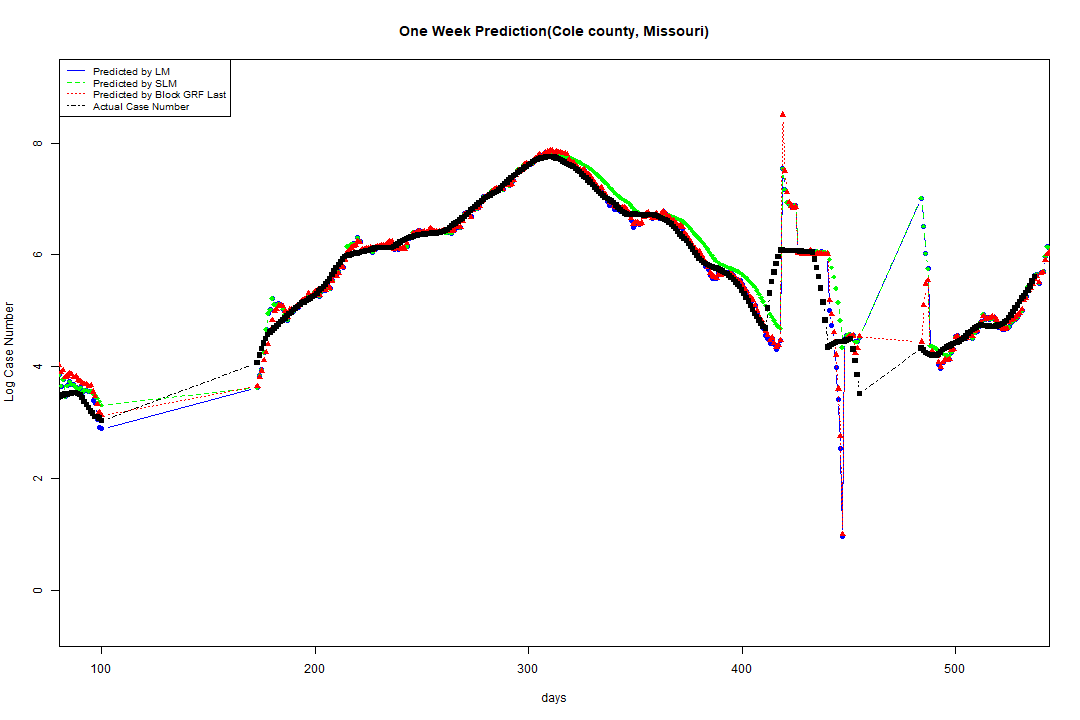 One Week Prediction(Cole county, Missouri)
Predicted by LM
Predicted by SLM
Predicted by Block GRF Last
Actual Case Number
8
6
4
2
0
Log Case Number
100 200 300 400 500
days